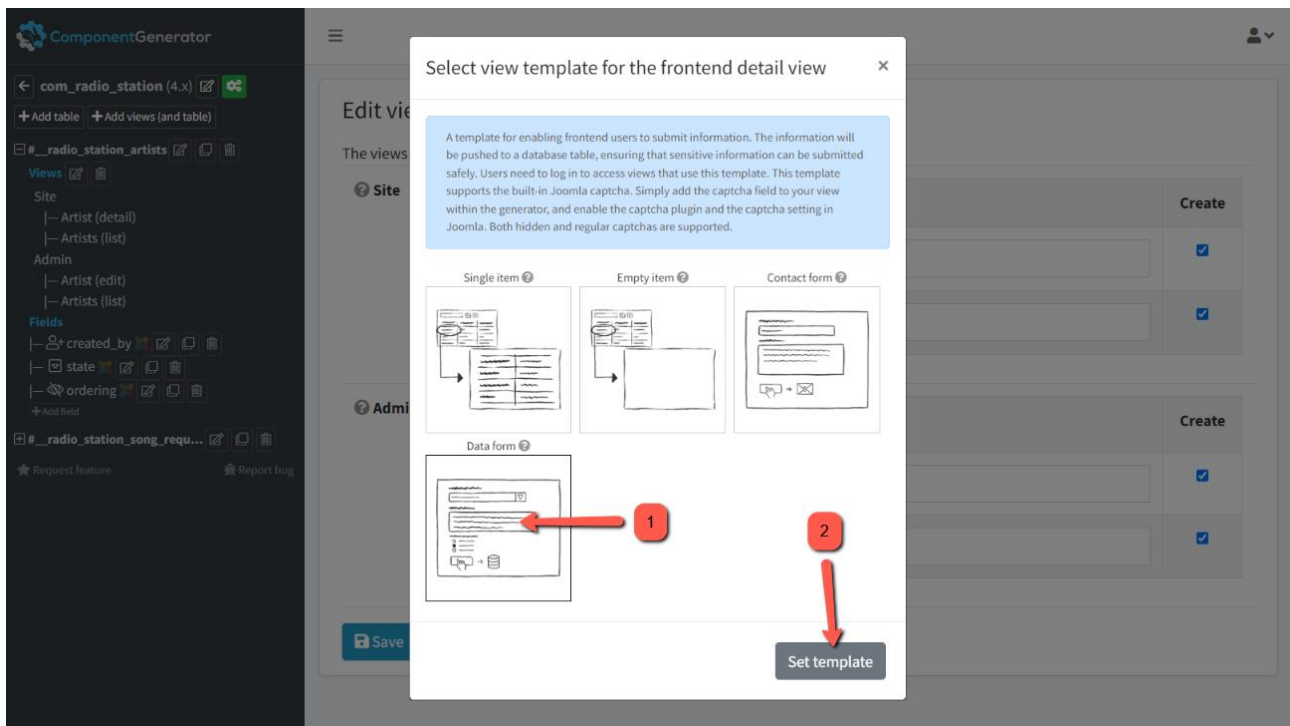 ComponentGenerator
com_radio_station (4.x)
Add table
Add views (and table)
#__radio_station_artists
Views
Site
Artist (detail)
Artists (list)
Admin
Artist (edit)
Artists (list)
Fields
created_by
state
ordering
Add field
#__radio_station_song_requ...
Request feature
Report bug
Edit vie
The views
Site
Create
Admi
Create
Save
Select view template for the frontend detail view
×
A template for enabling frontend users to submit information. The information will
be pushed to a database table, ensuring that sensitive information can be submitted
safely. Users need to log in to access views that use this template. This template
supports the built-in Joomla captcha. Simply add the captcha field to your view
within the generator, and enable the captcha plugin and the captcha setting in
Joomla. Both hidden and regular captchas are supported.
Single item
Empty item
Contact form
Data form
1
2
Set template